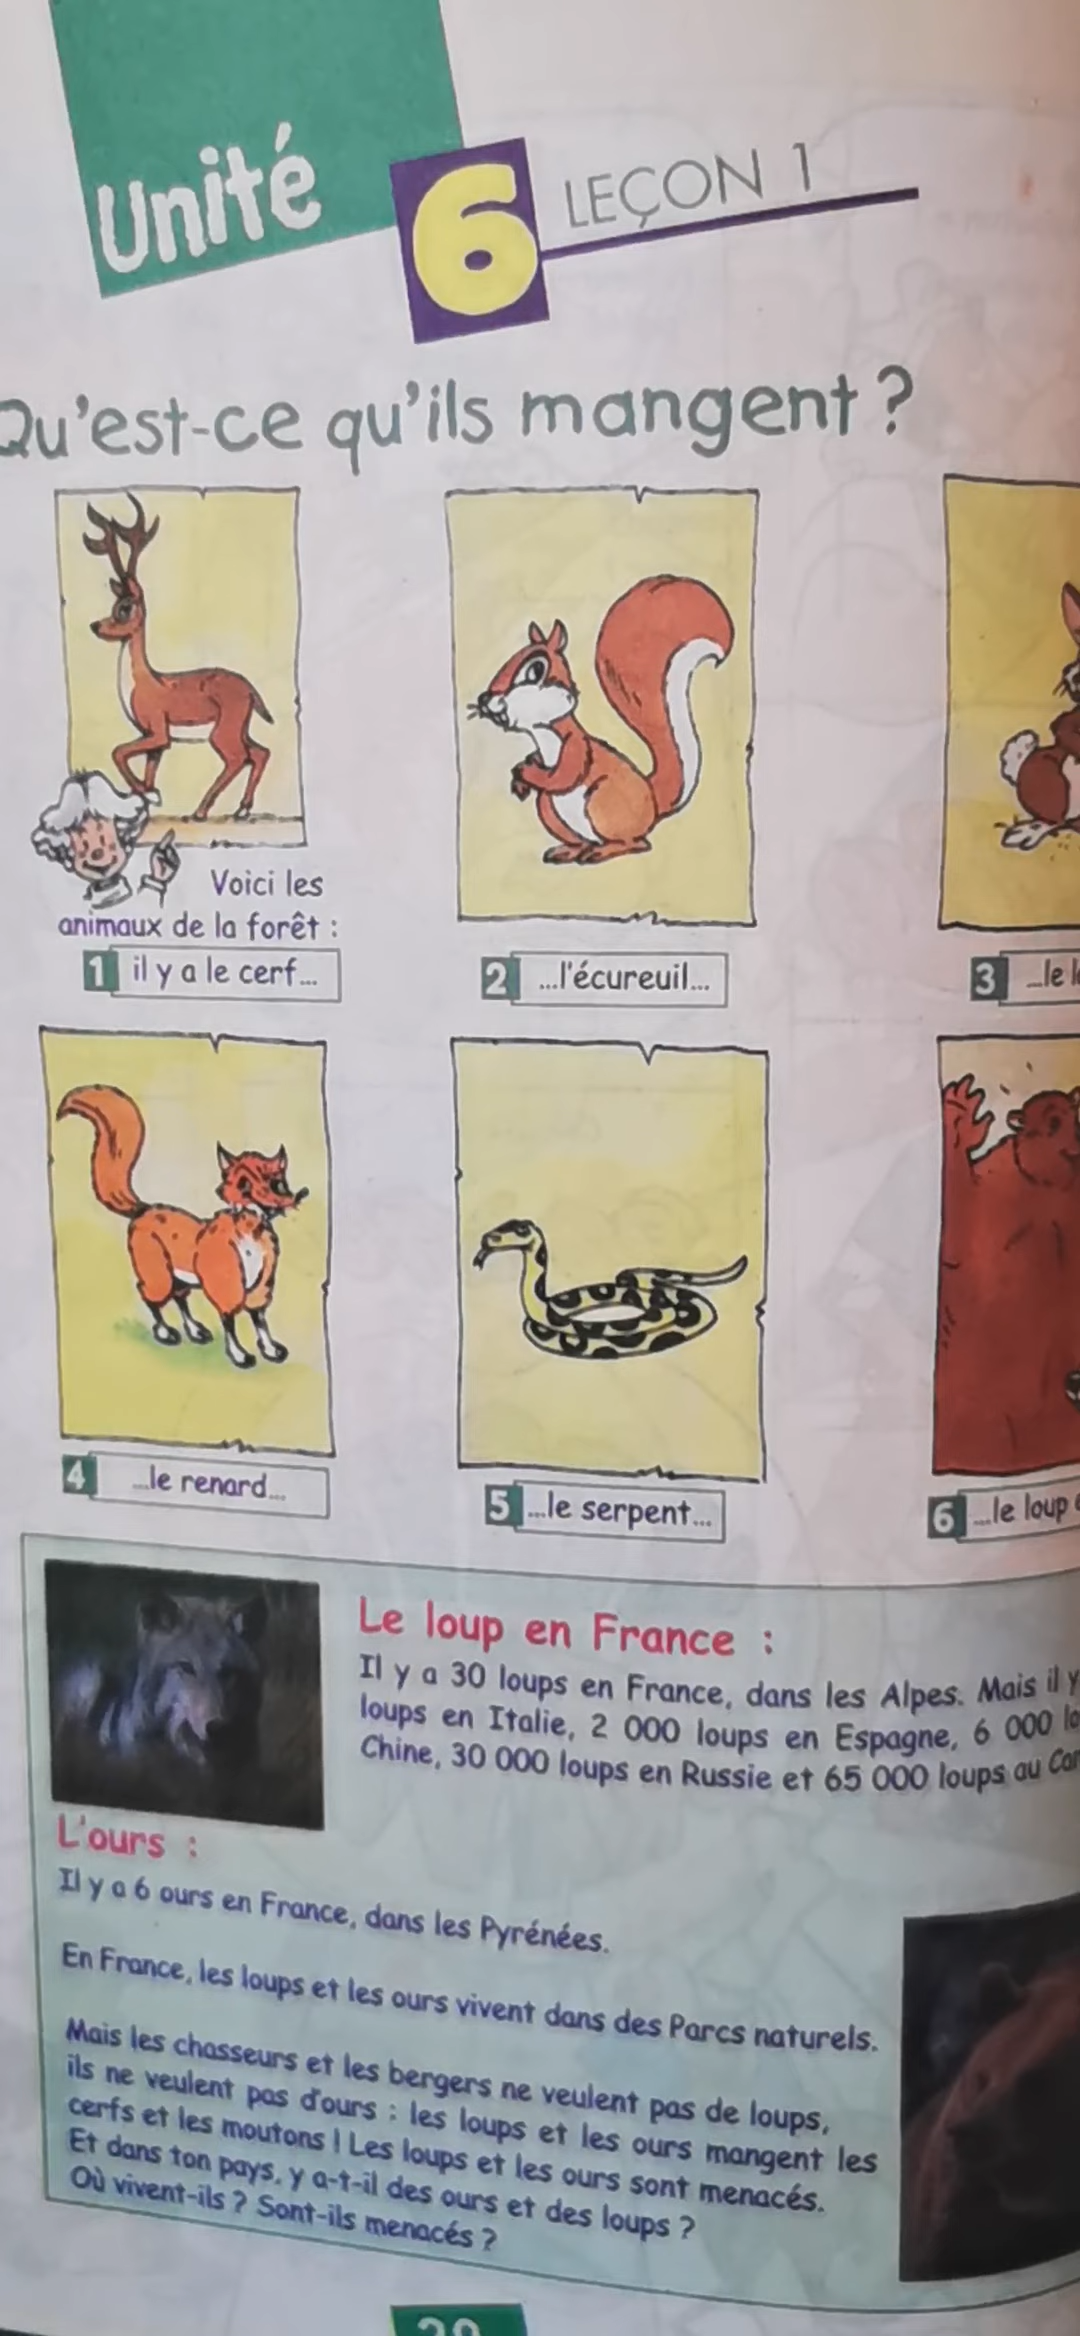 Unité 6 LEÇON 1
Qu'est-ce qu'ils mangent ?
Voici les
animaux de la forêt :
1 il y a le cerf...
2 ...l'écureuil...
3 ...le
4 ...le renard...
5 ...le serpent...
6 ...le loup
Le loup en France :
Il y a 30 loups en France, dans les Alpes. Mais il y
loups en Italie, 2 000 loups en Espagne, 6 000
Chine, 30 000 loups en Russie et 65 000 loups au
L'ours :
Il y a 6 ours en France, dans les Pyrénées.
En France, les loups et les ours vivent dans des Parcs naturels.
Mais les chasseurs et les bergers ne veulent pas de loups,
ils ne veulent pas d'ours : les loups et les ours mangent les
cerfs et les moutons ! Les loups et les ours sont menacés.
Et dans ton pays, y a-t-il des ours et des loups ?
Où vivent-ils ? Sont-ils menacés ?